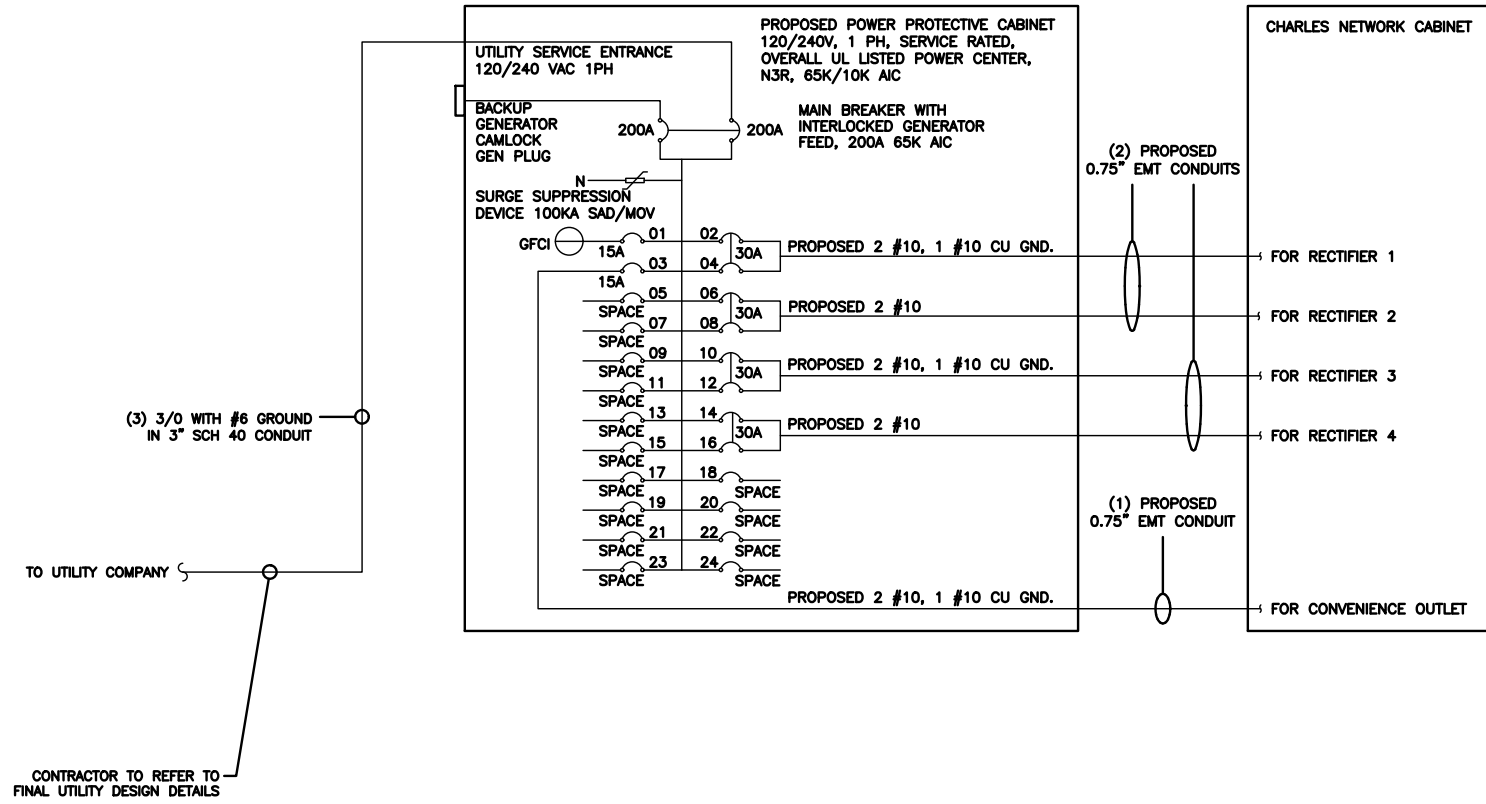 UTILITY SERVICE ENTRANCE
120/240 VAC 1PH
PROPOSED POWER PROTECTIVE CABINET
120/240V, 1 PH, SERVICE RATED,
OVERALL UL LISTED POWER CENTER,
N3R, 65K/10K AIC
CHARLES NETWORK CABINET
BACKUP
GENERATOR
CAMLOCK
GEN PLUG
200A
200A
MAIN BREAKER WITH
INTERLOCKED GENERATOR
FEED, 200A 65K AIC
N
SURGE SUPPRESSION
DEVICE 100KA SAD/MOV
(2) PROPOSED
0.75" EMT CONDUITS
GFCI
15A
01
02
30A
PROPOSED 2 #10, 1 #10 CU GND.
FOR RECTIFIER 1
15A
03
04
SPACE
05
06
30A
PROPOSED 2 #10
FOR RECTIFIER 2
SPACE
07
08
SPACE
09
10
30A
PROPOSED 2 #10, 1 #10 CU GND.
FOR RECTIFIER 3
SPACE
11
12
SPACE
13
14
30A
PROPOSED 2 #10
FOR RECTIFIER 4
SPACE
15
16
SPACE
17
18
SPACE
SPACE
19
20
SPACE
SPACE
21
22
SPACE
SPACE
23
24
SPACE
(3) 3/0 WITH #6 GROUND
IN 3" SCH 40 CONDUIT
(1) PROPOSED
0.75" EMT CONDUIT
TO UTILITY COMPANY
PROPOSED 2 #10, 1 #10 CU GND.
FOR CONVENIENCE OUTLET
CONTRACTOR TO REFER TO
FINAL UTILITY DESIGN DETAILS